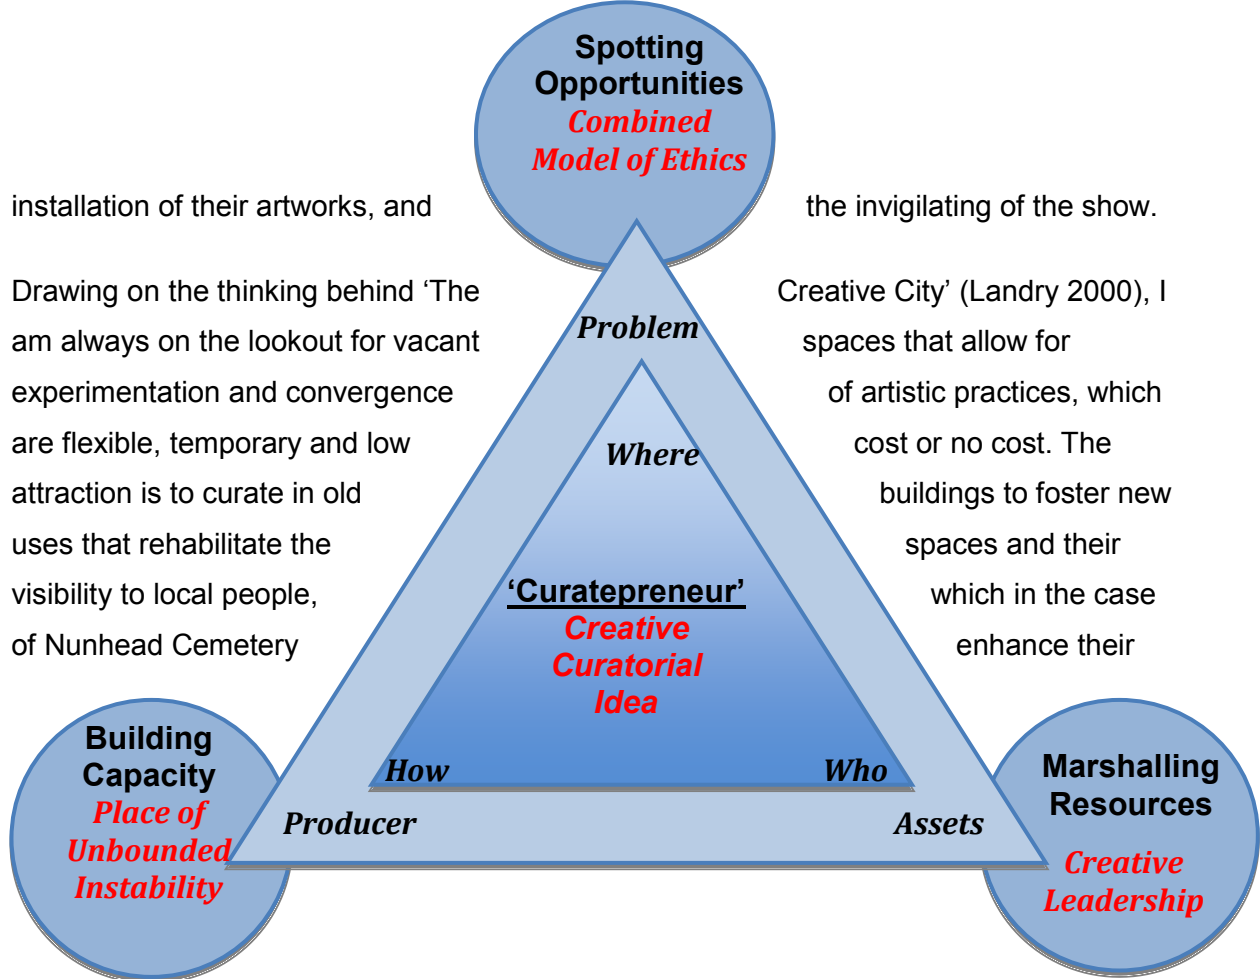 Spotting
Opportunities
Combined
Model of Ethics
installation of their artworks, and the invigilating of the show.
Drawing on the thinking behind ‘The Creative City’ (Landry 2000), I
am always on the lookout for vacant spaces that allow for
experimentation and convergence of artistic practices, which
are flexible, temporary and low cost or no cost. The
attraction is to curate in old buildings to foster new
uses that rehabilitate the spaces and their
visibility to local people, which in the case
of Nunhead Cemetery enhance their
Problem
Where
‘Curatepreneur’
Creative
Curatorial
Idea
How
Who
Producer
Assets
Building
Capacity
Place of
Unbounded
Instability
Marshalling
Resources
Creative
Leadership